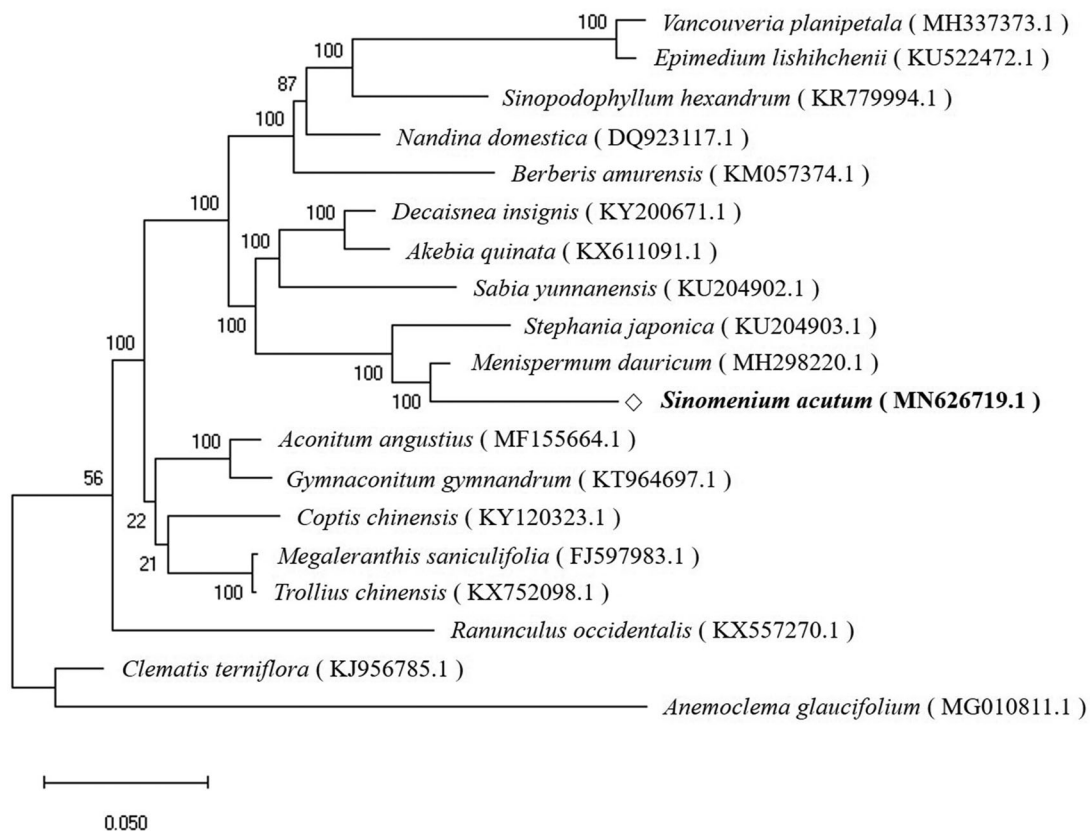 100 Vancouveria planipetala ( MH337373.1 )
100 Epimedium lishihchenii ( KU522472.1 )
87 Sinopodophyllum hexandrum ( KR779994.1 )
100 Nandina domestica ( DQ923117.1 )
Berberis amurensis ( KM057374.1 )
100 100 Decaisnea insignis ( KY200671.1 )
100 Akebia quinata ( KX611091.1 )
Sabia yunnanensis ( KU204902.1 )
100 Stephania japonica ( KU204903.1 )
100 100 Menispermum dauricum ( MH298220.1 )
100 Sinomenium acutum ( MN626719.1 )
100 Aconitum angustius ( MF155664.1 )
56 Gymnaconitum gymnandrum ( KT964697.1 )
22 Coptis chinensis ( KY120323.1 )
21 Megaleranthis saniculifolia ( FJ597983.1 )
100 Trollius chinensis ( KX752098.1 )
Ranunculus occidentalis ( KX557270.1 )
Clematis terniflora ( KJ956785.1 )
Anemoclema glaucifolium ( MG010811.1 )
0.050